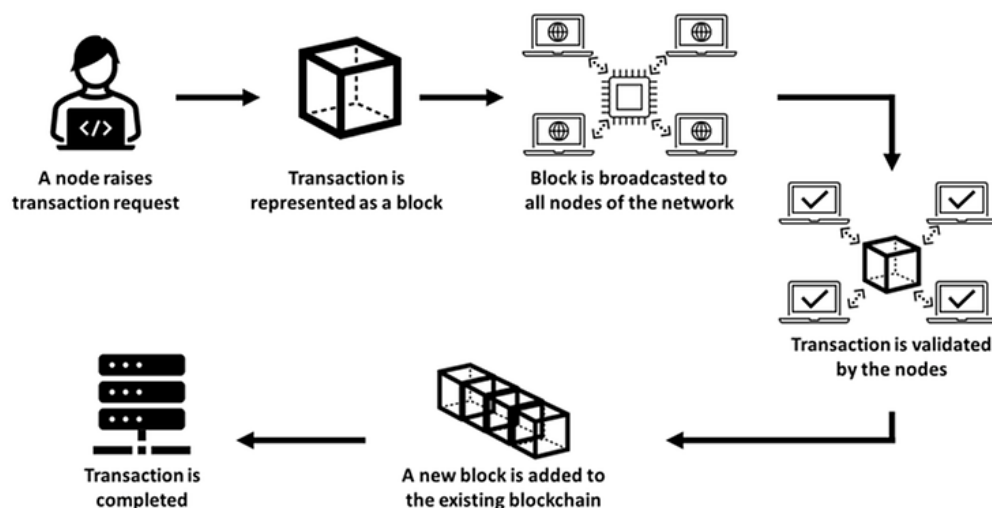 </>
A node raises
transaction request
Transaction is
represented as a block
Block is broadcasted to
all nodes of the network
Transaction is validated
by the nodes
A new block is added to
the existing blockchain
Transaction is
completed